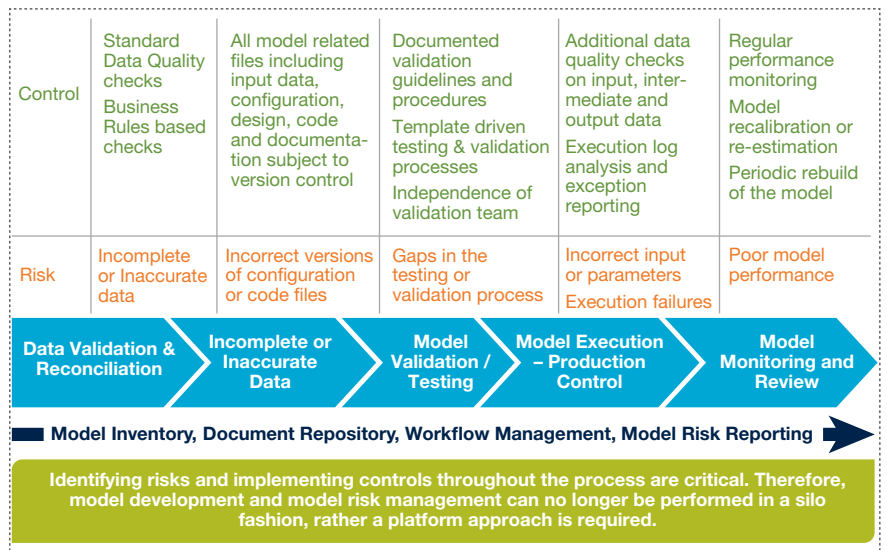 Control
Standard
Data Quality
checks
Business
Rules based
checks
All model related
files including
input data,
configuration,
design, code
and documenta-
tion subject to
version control
Documented
validation
guidelines and
procedures
Template driven
testing & validation
processes
Independence of
validation team
Additional data
quality checks
on input, inter-
mediate and
output data
Execution log
analysis and
exception
reporting
Regular
performance
monitoring
Model
recalibration or
re-estimation
Periodic rebuild
of the model
Risk
Incomplete
or Inaccurate
data
Incorrect versions
of configuration
or code files
Gaps in the
testing or
validation process
Incorrect input
or parameters
Execution failures
Poor model
performance
Data Validation &
Reconciliation
Incomplete or
Inaccurate
Data
Model
Validation /
Testing
Model Execution
– Production
Control
Model
Monitoring and
Review
Model Inventory, Document Repository, Workflow Management, Model Risk Reporting
Identifying risks and implementing controls throughout the process are critical. Therefore,
model development and model risk management can no longer be performed in a silo
fashion, rather a platform approach is required.